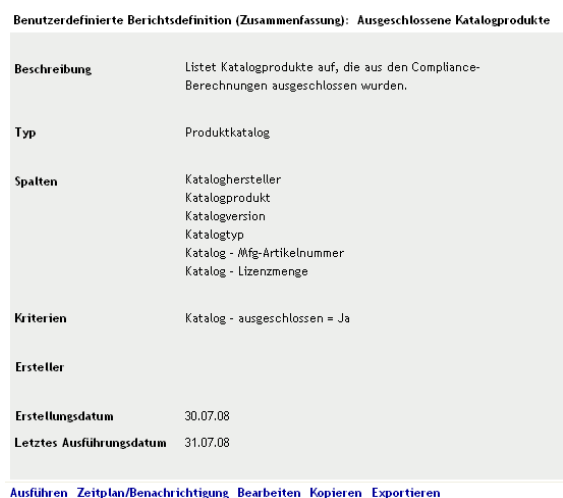 Benutzerdefinierte Berichtsdefinition (Zusammenfassung): Ausgeschlossene Katalogprodukte
Beschreibung Listet Katalogprodukte auf, die aus den Compliance-
Berechnungen ausgeschlossen wurden.
Typ Produktkatalog
Spalten Kataloghersteller
Katalogprodukt
Katalogversion
Katalogtyp
Katalog - Mfg-Artikelnummer
Katalog - Lizenzmenge
Kriterien Katalog - ausgeschlossen = Ja
Ersteller
Erstellungsdatum 30.07.08
Letztes Ausführungsdatum 31.07.08
Ausführen Zeitplan/Benachrichtigung Bearbeiten Kopieren Exportieren